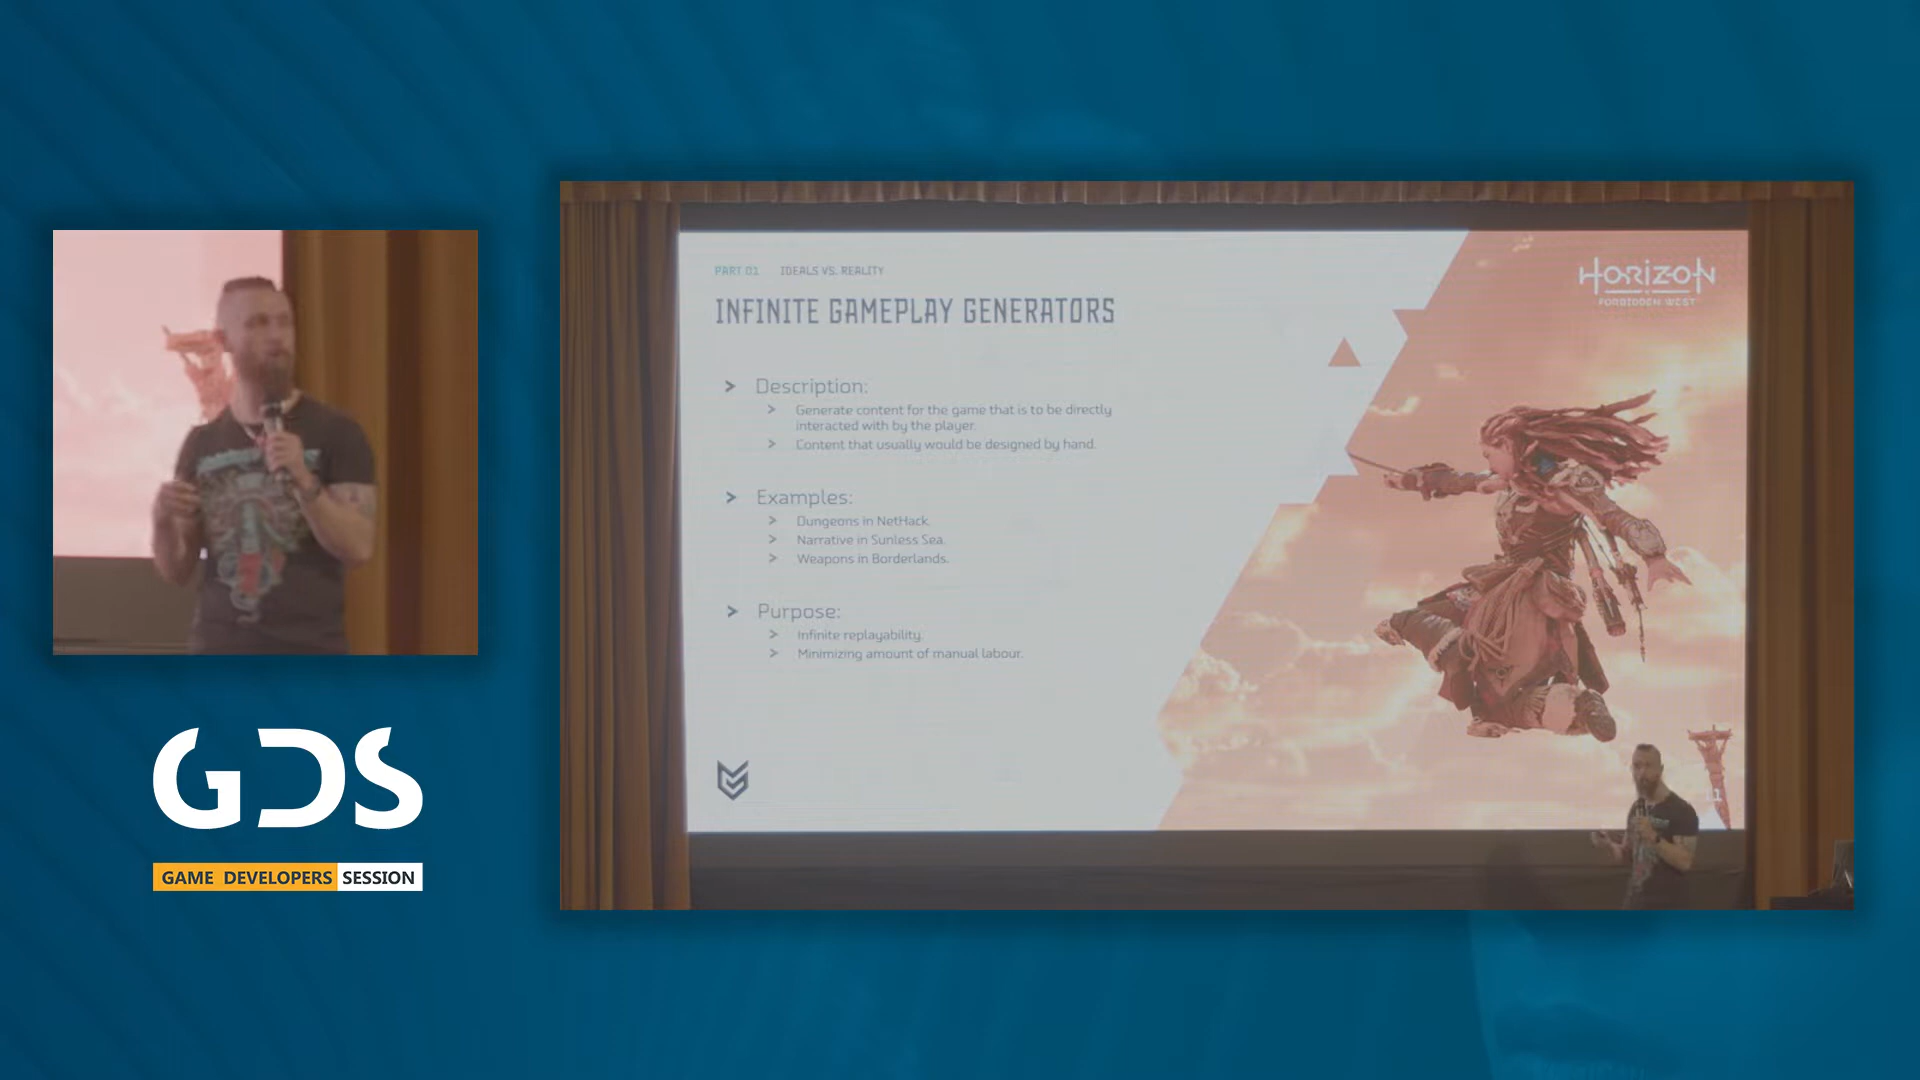 PART 01 IDEALS VS. REALITY
INFINITE GAMEPLAY GENERATORS
HORIZON
FORBIDDEN WEST
> Description:
> Generate content for the game that is to be directly
interacted with by the player.
> Content that usually would be designed by hand.
> Examples:
> Dungeons in NetHack.
> Narrative in Sunless Sea.
> Weapons in Borderlands.
> Purpose:
> Infinite replayability.
> Minimizing amount of manual labour.
GDS
GAME DEVELOPERS SESSION